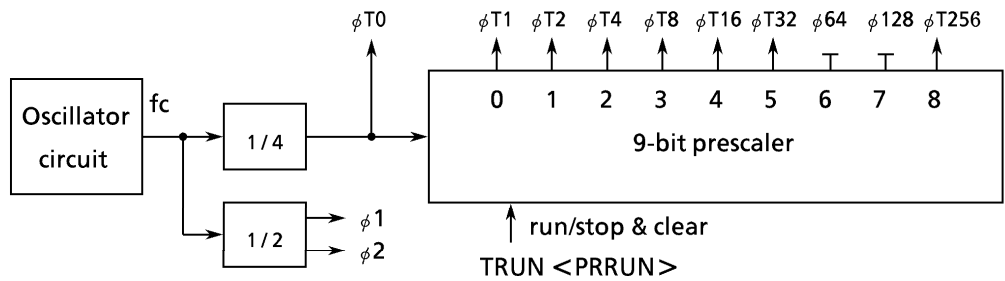 ϕT0
ϕT1 ϕT2 ϕT4 ϕT8 ϕT16 ϕT32 ϕ64 ϕ128 ϕT256
Oscillator
circuit
fc
1 / 4
0 1 2 3 4 5 6 7 8
9-bit prescaler
1 / 2
ϕ1
ϕ2
run/stop & clear
TRUN <PRRUN>